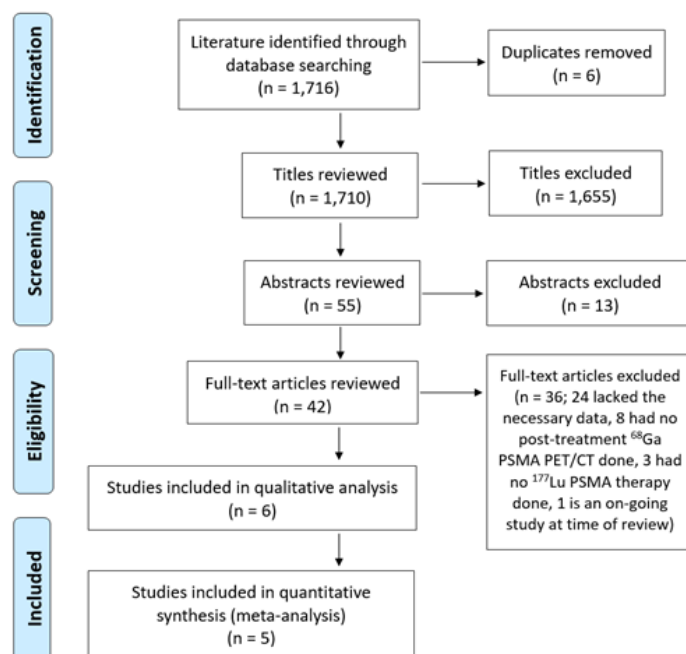 Identification
Literature identified through
database searching
(n = 1,716)
Duplicates removed
(n = 6)
Titles reviewed
(n = 1,710)
Titles excluded
(n = 1,655)
Screening
Abstracts reviewed
(n = 55)
Abstracts excluded
(n = 13)
Eligibility
Full-text articles reviewed
(n = 42)
Full-text articles excluded
(n = 36; 24 lacked the
necessary data, 8 had no
post-treatment ⁶⁸Ga
PSMA PET/CT done, 3 had
no ¹⁷⁷Lu PSMA therapy
done, 1 is an on-going
study at time of review)
Studies included in qualitative analysis
(n = 6)
Included
Studies included in quantitative
synthesis (meta-analysis)
(n = 5)